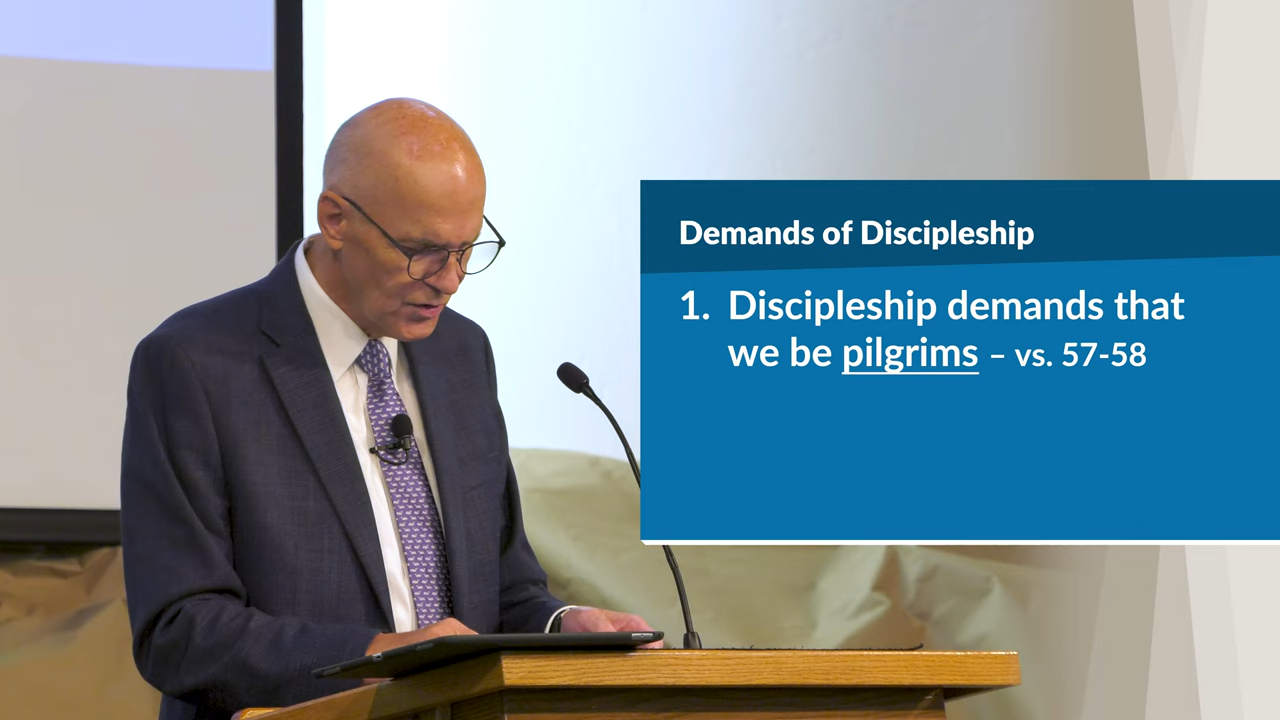 Demands of Discipleship
1. Discipleship demands that
we be pilgrims – vs. 57-58